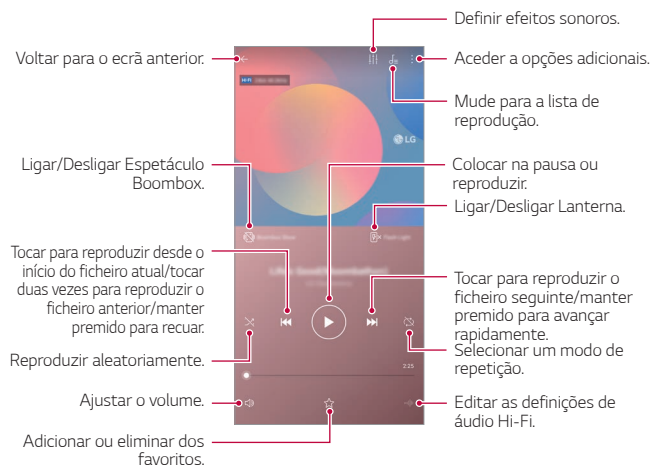 Definir efeitos sonoros.
Voltar para o ecrã anterior.
Aceder a opções adicionais.
Mude para a lista de
reprodução.
Hi-Fi
LG
Ligar/Desligar Espetáculo
Boombox.
Colocar na pausa ou
reproduzir.
Ligar/Desligar Lanterna.
Boombox Show
Flash Light
Tocar para reproduzir desde o
início do ficheiro atual/tocar
duas vezes para reproduzir o
ficheiro anterior/manter
premido para recuar.
Tocar para reproduzir o
ficheiro seguinte/manter
premido para avançar
rapidamente.
Reproduzir aleatoriamente.
Selecionar um modo de
repetição.
2:25
Ajustar o volume.
Editar as definições de
áudio Hi-Fi.
Adicionar ou eliminar dos
favoritos.